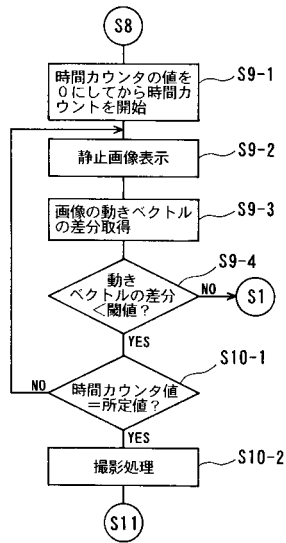 S8
時間カウンタの値を
0にしてから時間カ
ウントを開始
S9-1
静止画像表示
S9-2
画像の動きベクトル
の差分取得
S9-3
動き
ベクトルの差分
<閾値?
S9-4
NO
S1
YES
時間カウンタ値
=所定値?
S10-1
NO
YES
撮影処理
S10-2
S11